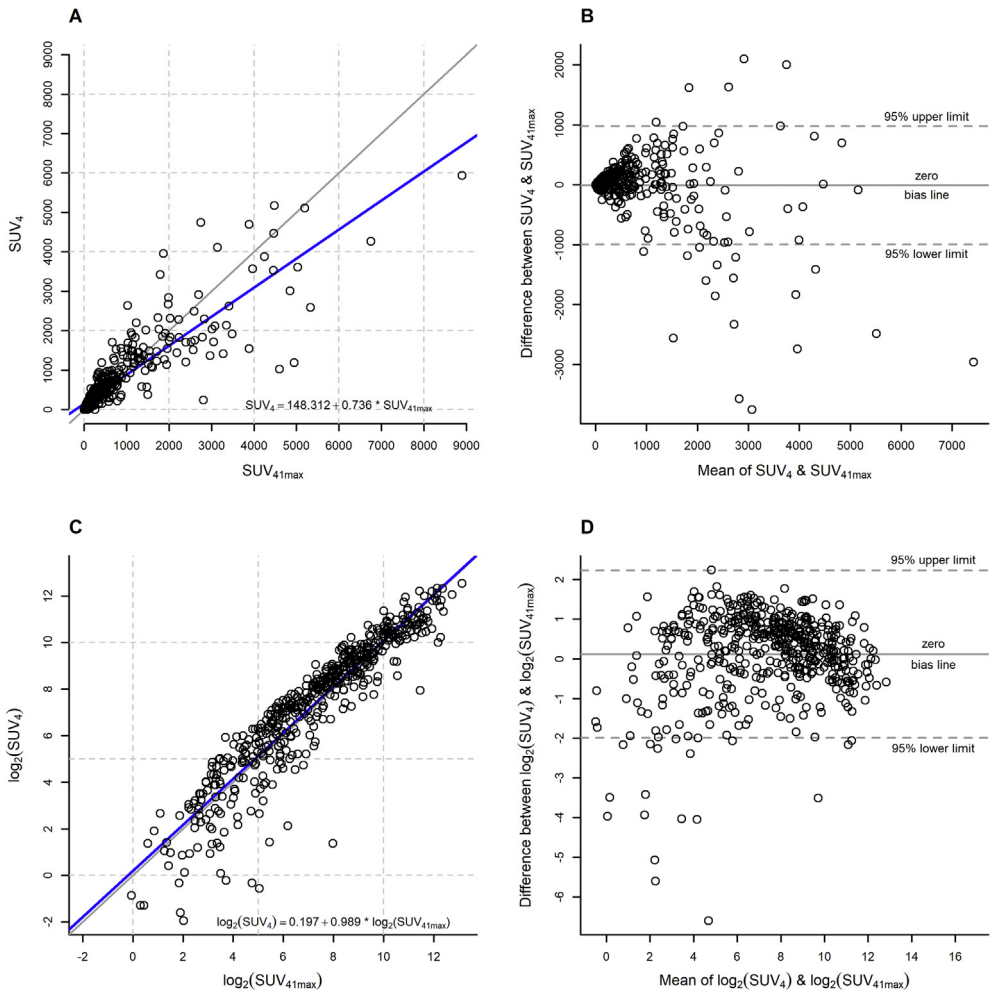 A
SUV4
9000
8000
7000
6000
5000
4000
3000
2000
1000
0
SUV4 = 148.312 + 0.736 * SUV41max
0 1000 2000 3000 4000 5000 6000 7000 8000 9000
SUV41max
B
Difference between SUV4 & SUV41max
2000
1000
0
-1000
-2000
-3000
95% upper limit
zero
bias line
95% lower limit
0 1000 2000 3000 4000 5000 6000 7000
Mean of SUV4 & SUV41max
C
log2(SUV4)
12
10
8
6
4
2
0
-2
log2(SUV4) = 0.197 + 0.989 * log2(SUV41max)
-2 0 2 4 6 8 10 12
log2(SUV41max)
D
Difference between log2(SUV4) & log2(SUV41max)
2
1
0
-1
-2
-3
-4
-5
-6
95% upper limit
zero
bias line
95% lower limit
0 2 4 6 8 10 12 14 16
Mean of log2(SUV4) & log2(SUV41max)